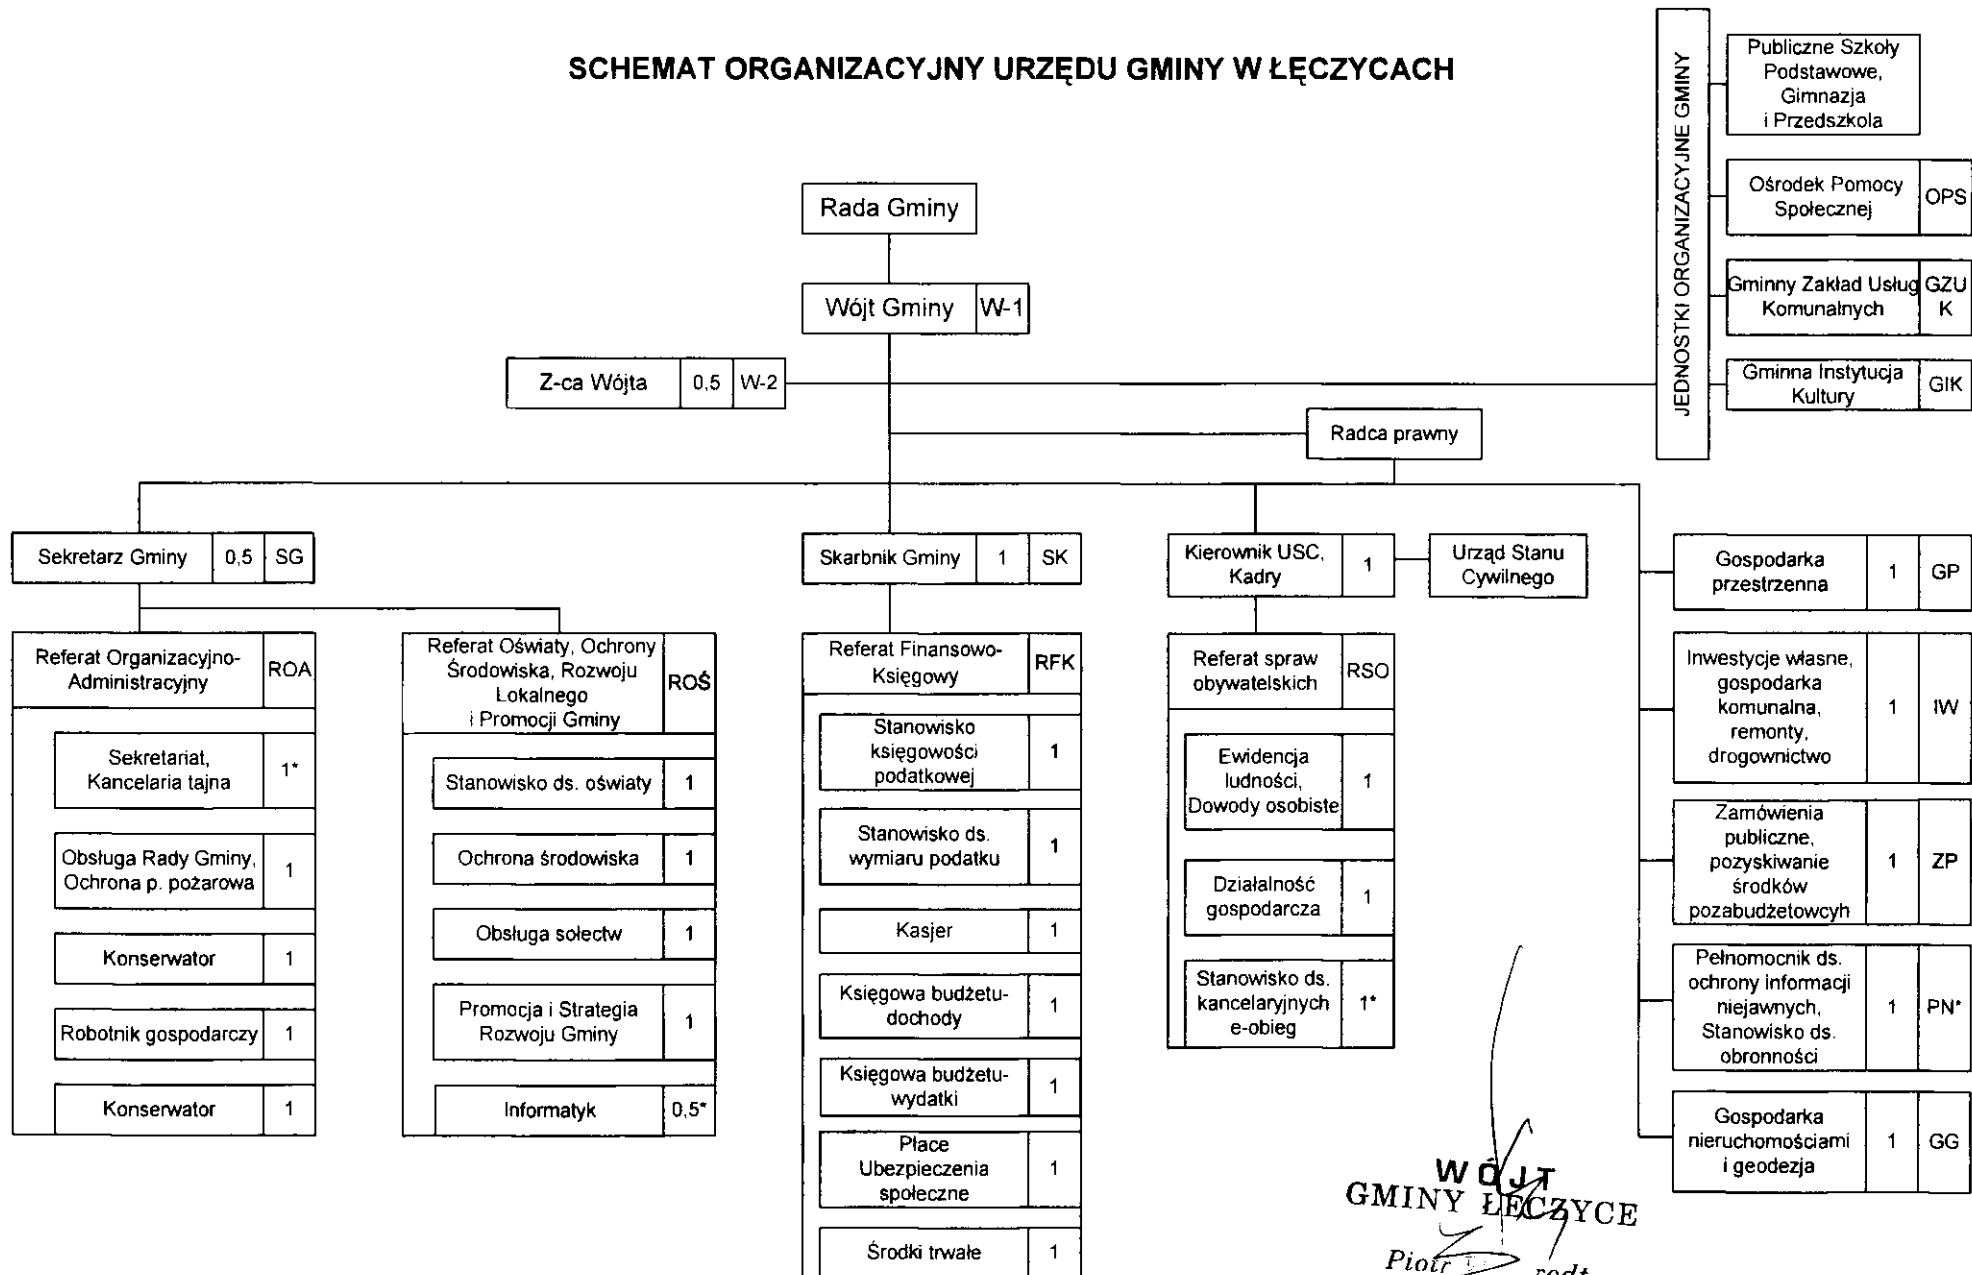 SCHEMAT ORGANIZACYJNY URZĘDU GMINY W ŁĘCZYCACH
JEDNOSTKI ORGANIZACYJNE GMINY
Publiczne Szkoły
Podstawowe,
Gimnazja
i Przedszkola
Ośrodek Pomocy
Społecznej
OPS
Gminny Zakład Usług
Komunalnych
GZU
K
Gminna Instytucja
Kultury
GIK
Rada Gminy
Wójt Gminy
W-1
Z-ca Wójta
0,5
W-2
Radca prawny
Sekretarz Gminy
0,5
SG
Referat Organizacyjno-
Administracyjny
ROA
Sekretariat,
Kancelaria tajna
1*
Obsługa Rady Gminy,
Ochrona p. pożarowa
1
Konserwator
1
Robotnik gospodarczy
1
Konserwator
1
Referat Oświaty, Ochrony
Środowiska, Rozwoju
Lokalnego
i Promocji Gminy
ROŚ
Stanowisko ds. oświaty
1
Ochrona środowiska
1
Obsługa sołectw
1
Promocja i Strategia
Rozwoju Gminy
1
Informatyk
0,5*
Skarbnik Gminy
1
SK
Referat Finansowo-
Księgowy
RFK
Stanowisko
księgowości
podatkowej
1
Stanowisko ds.
wymiaru podatku
1
Kasjer
1
Księgowa budżetu-
dochody
1
Księgowa budżetu-
wydatki
1
Płace
Ubezpieczenia
społeczne
1
Środki trwałe
1
Kierownik USC,
Kadry
1
Urząd Stanu
Cywilnego
Referat spraw
obywatelskich
RSO
Ewidencja
ludności,
Dowody osobiste
1
Działalność
gospodarcza
1
Stanowisko ds.
kancelaryjnych
e-obieg
1*
Gospodarka
przestrzenna
1
GP
Inwestycje własne,
gospodarka
komunalna,
remonty,
drogownictwo
1
IW
Zamówienia
publiczne,
pozyskiwanie
środków
pozabudżetowcyh
1
ZP
Pełnomocnik ds.
ochrony informacji
niejawnych,
Stanowisko ds.
obronności
1
PN*
Gospodarka
nieruchomościami
i geodezja
1
GG
WÓJT
GMINY ŁĘCZYCE
Piotr